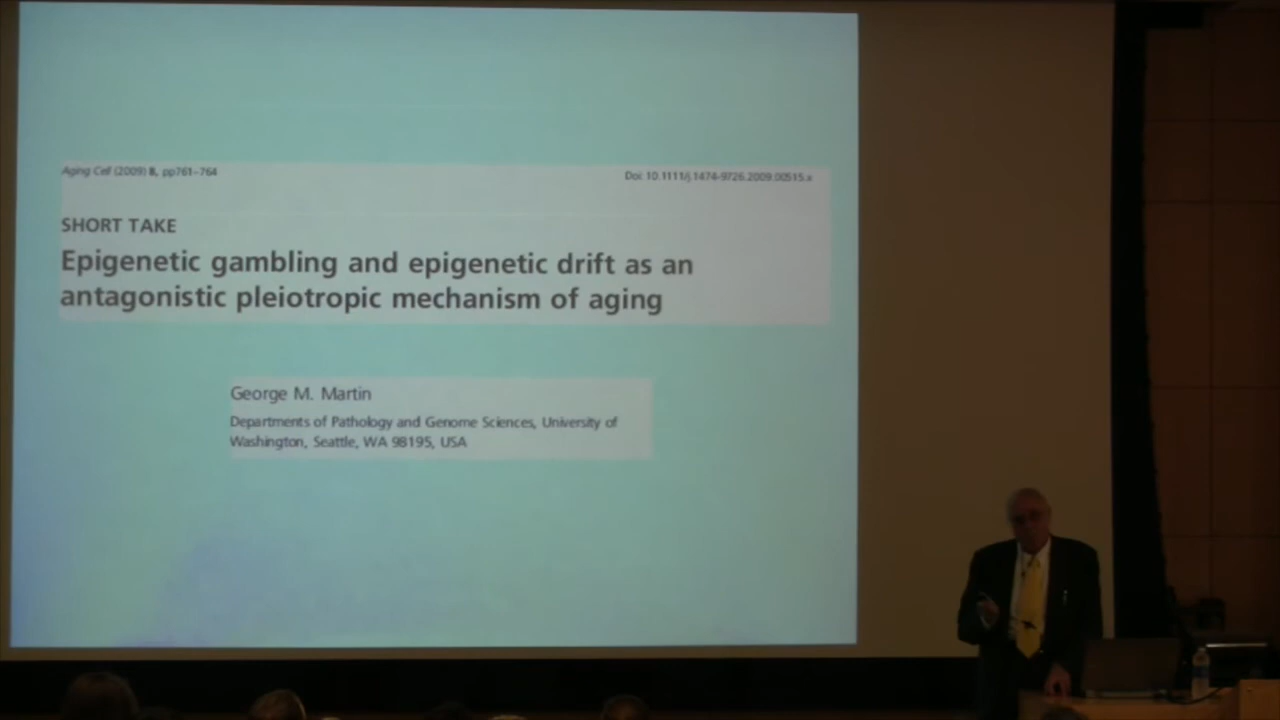 Aging Cell (2009) 8, pp761–764
Doi: 10.1111/j.1474-9726.2009.00515.x
SHORT TAKE
Epigenetic gambling and epigenetic drift as an
antagonistic pleiotropic mechanism of aging
George M. Martin
Departments of Pathology and Genome Sciences, University of
Washington, Seattle, WA 98195, USA